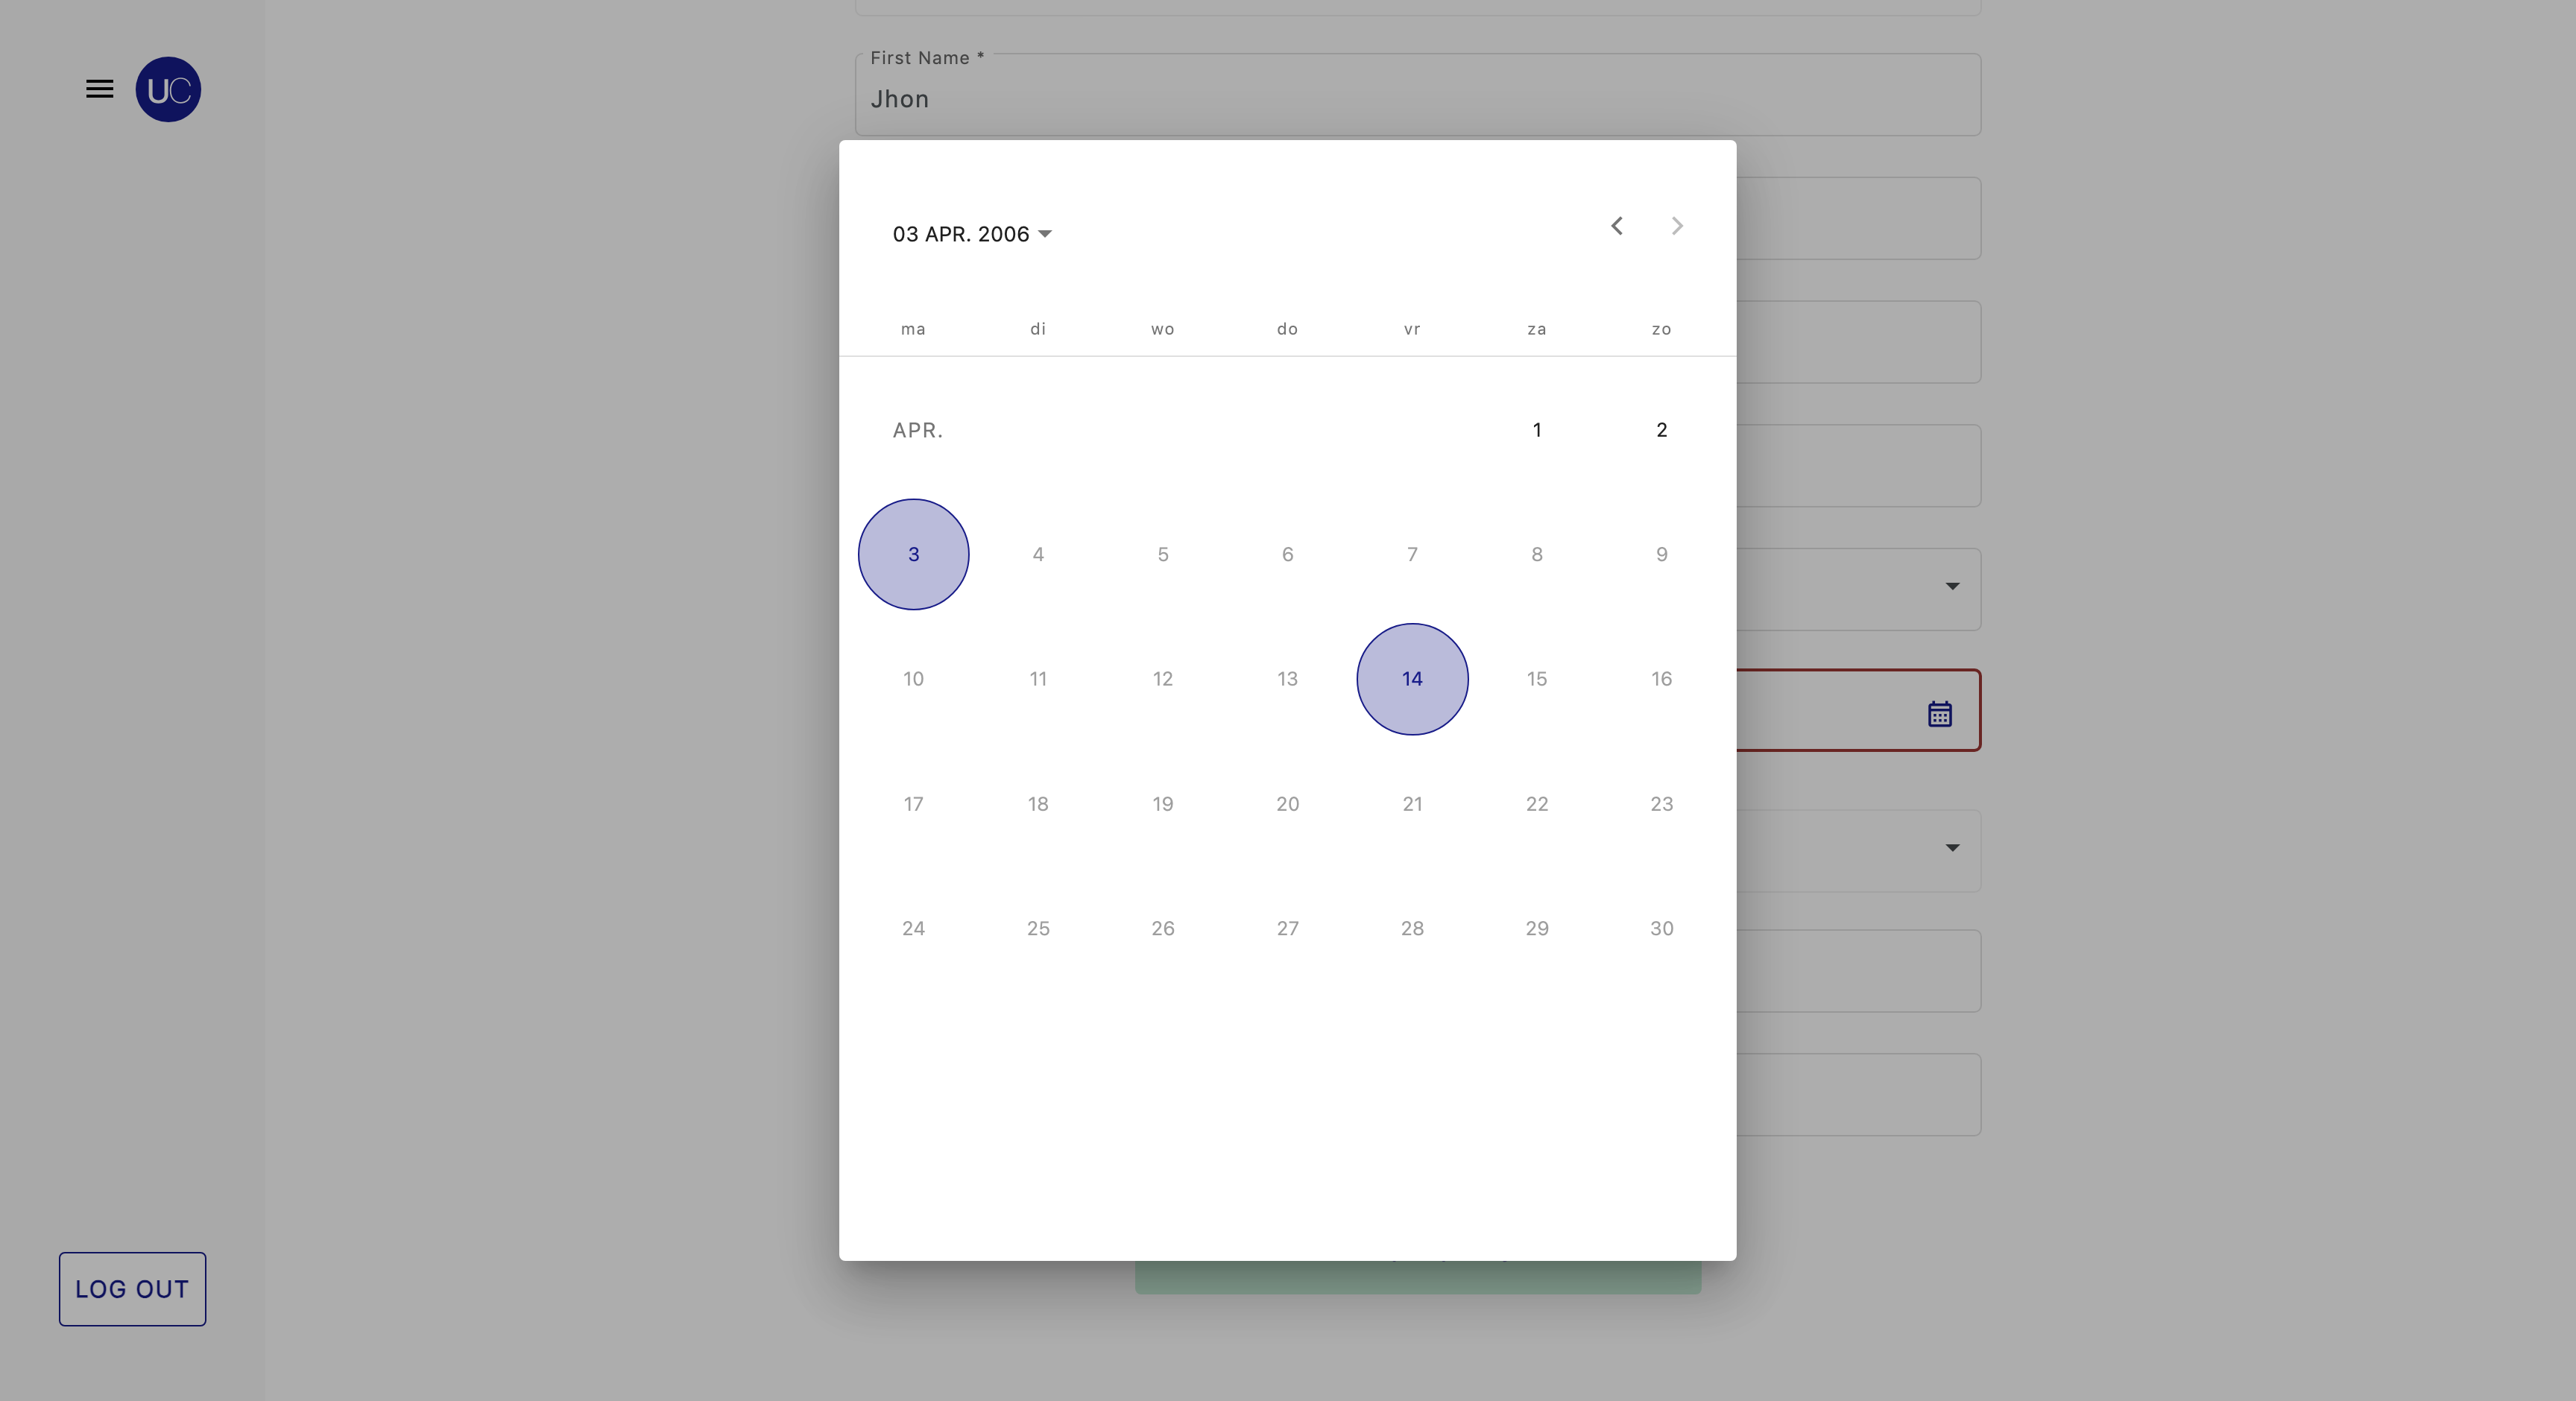 First Name *
UC
Jhon
03 APR. 2006
ma di wo do vr za zo
APR. 1 2
3 4 5 6 7 8 9
10 11 12 13 14 15 16
17 18 19 20 21 22 23
24 25 26 27 28 29 30
LOG OUT